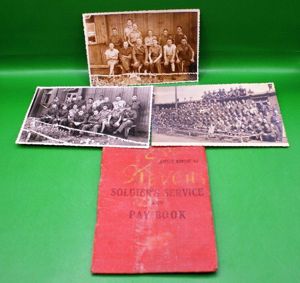 SOLDIER'S SERVICE
AND
PAY BOOK